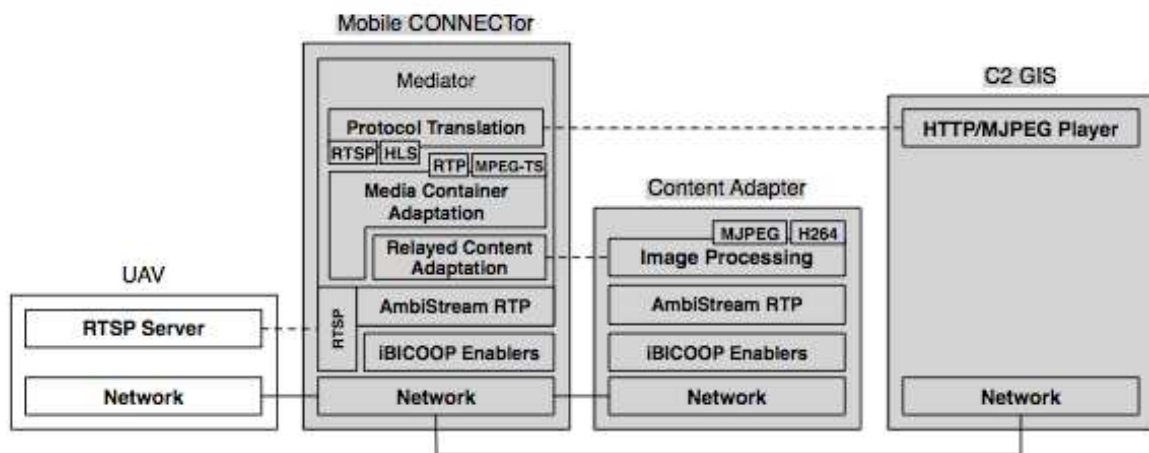 Mobile CONNECTor
Mediator
Protocol Translation
RTSP HLS
RTP MPEG-TS
Media Container
Adaptation
Relayed Content
Adaptation
RTSP
AmbiStream RTP
iBICOOP Enablers
Network
UAV
RTSP Server
Network
Content Adapter
MJPEG H264
Image Processing
AmbiStream RTP
iBICOOP Enablers
Network
C2 GIS
HTTP/MJPEG Player
Network